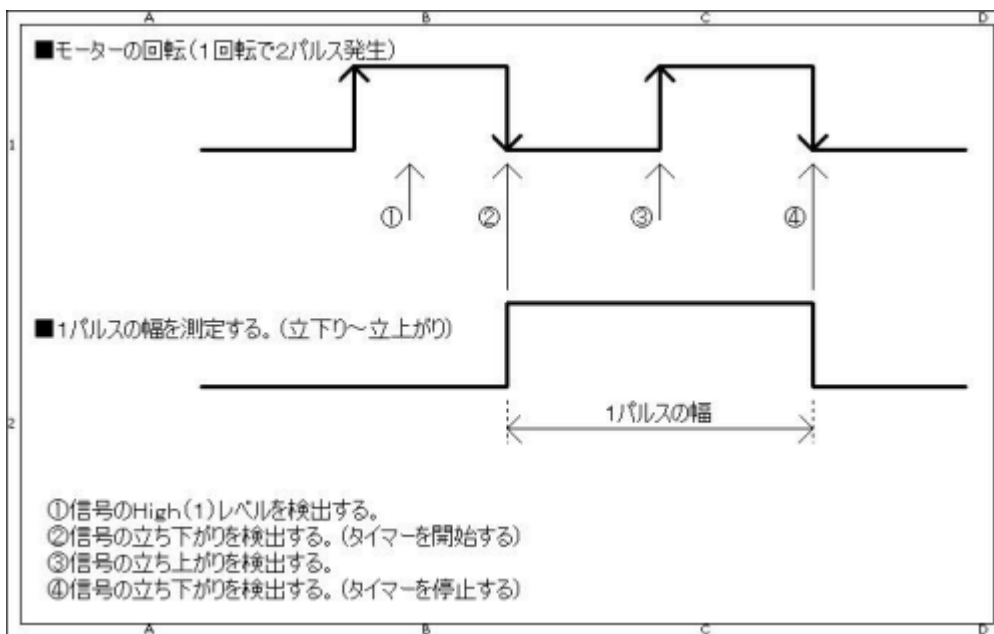 A B C D
■モーターの回転(1回転で2パルス発生)
1
① ② ③ ④
■1パルスの幅を測定する。(立下り～立上がり)
1パルスの幅
2
①信号のHigh(1)レベルを検出する。
②信号の立ち下がりを検出する。(タイマーを開始する)
③信号の立ち上がりを検出する。
④信号の立ち下がりを検出する。(タイマーを停止する)
A B C D